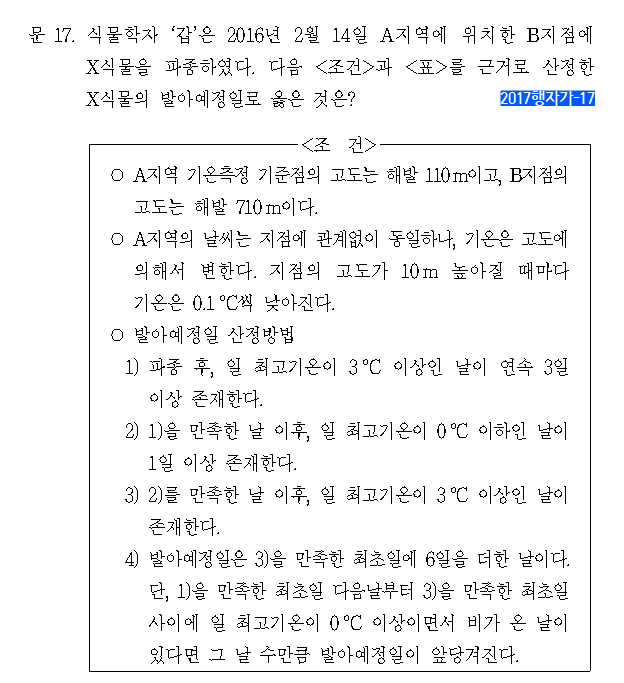 문 17. 식물학자 ‘갑’은 2016년 2월 14일 A지역에 위치한 B지점에
X식물을 파종하였다. 다음 <조건>과 <표>를 근거로 산정한
X식물의 발아예정일로 옳은 것은?
2017행자가-17
<조 건>
○ A지역 기온측정 기준점의 고도는 해발 110m이고, B지점의
고도는 해발 710m이다.
○ A지역의 날씨는 지점에 관계없이 동일하나, 기온은 고도에
의해서 변한다. 지점의 고도가 10m 높아질 때마다
기온은 0.1℃씩 낮아진다.
○ 발아예정일 산정방법
1) 파종 후, 일 최고기온이 3℃ 이상인 날이 연속 3일
이상 존재한다.
2) 1)을 만족한 날 이후, 일 최고기온이 0℃ 이하인 날이
1일 이상 존재한다.
3) 2)를 만족한 날 이후, 일 최고기온이 3℃ 이상인 날이
존재한다.
4) 발아예정일은 3)을 만족한 최초일에 6일을 더한 날이다.
단, 1)을 만족한 최초일 다음날부터 3)을 만족한 최초일
사이에 일 최고기온이 0℃ 이상이면서 비가 온 날이
있다면 그 날 수만큼 발아예정일이 앞당겨진다.